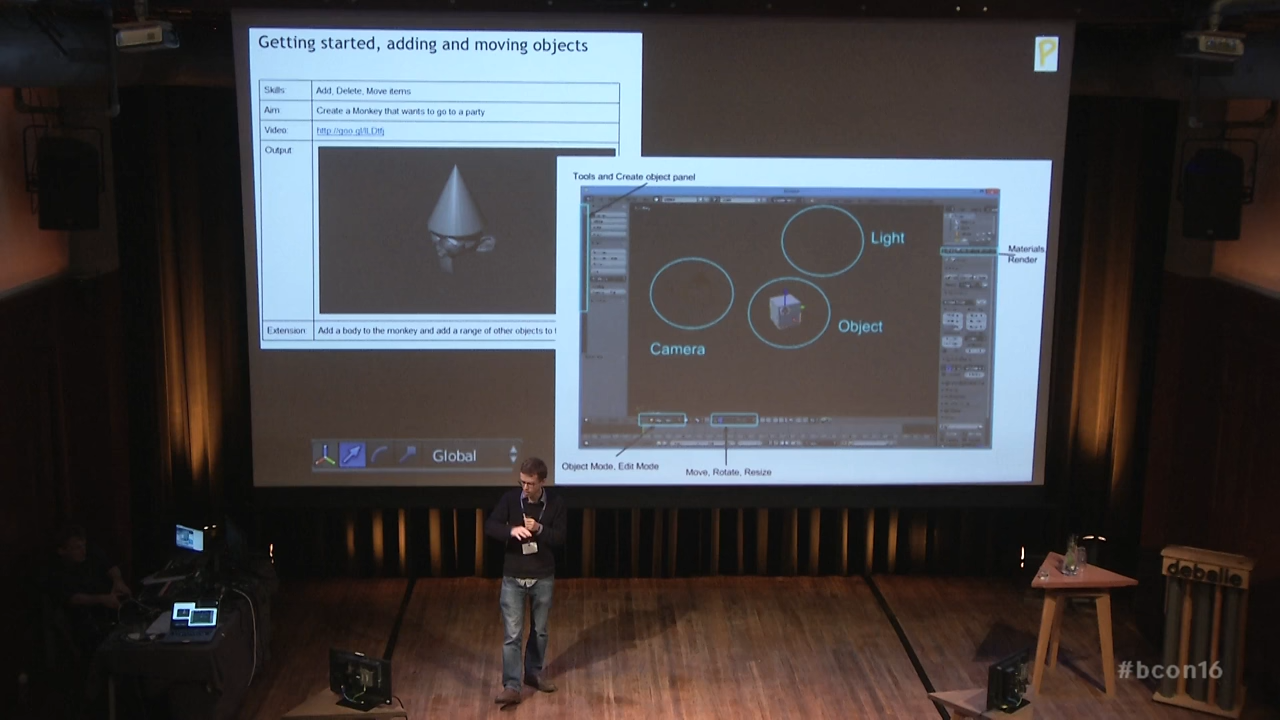 Getting started, adding and moving objects
P
Skills:
Add, Delete, Move items
Aim:
Create a Monkey that wants to go to a party
Video:
Output:
Extension:
Add a body to the monkey and add a range of other objects to
Tools and Create object panel
Light
Materials
Render
Object
Camera
Object Mode, Edit Mode
Move, Rotate, Resize
Global
debalie
#bcon16